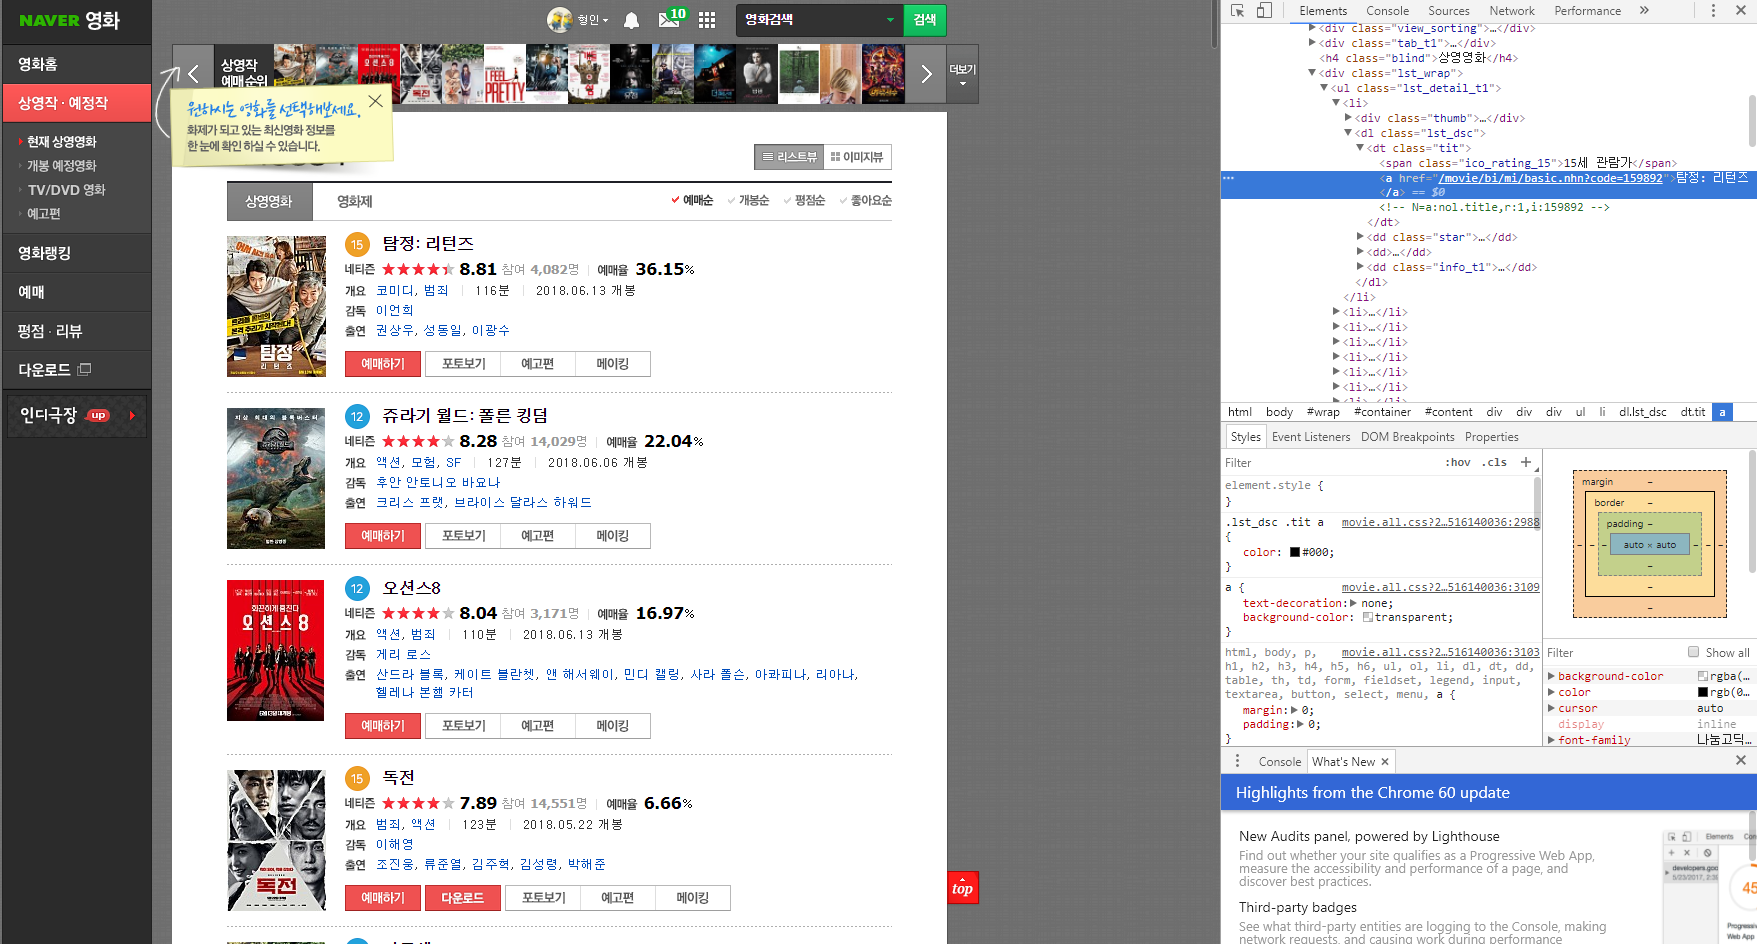 NAVER 영화
형인
10
영화검색
검색
영화홈
상영작 · 예정작
현재 상영영화
개봉 예정영화
TV/DVD 영화
예고편
영화랭킹
예매
평점 · 리뷰
다운로드
인디극장 up
상영작
예매순위
더보기
원하시는 영화를 선택해보세요.
화제가 되고 있는 최신영화 정보를
한 눈에 확인 하실 수 있습니다.
리스트뷰
이미지뷰
상영영화
영화제
예매순
개봉순
평점순
좋아요순
15 탐정: 리턴즈
네티즌 8.81 참여 4,082명 예매율 36.15%
개요 코미디, 범죄 116분 2018.06.13 개봉
감독 이언희
출연 권상우, 성동일, 이광수
예매하기 포토보기 예고편 메이킹
12 쥬라기 월드: 폴른 킹덤
네티즌 8.28 참여 14,029명 예매율 22.04%
개요 액션, 모험, SF 127분 2018.06.06 개봉
감독 후안 안토니오 바요나
출연 크리스 프랫, 브라이스 달라스 하워드
예매하기 포토보기 예고편 메이킹
12 오션스8
네티즌 8.04 참여 3,171명 예매율 16.97%
개요 액션, 범죄 110분 2018.06.13 개봉
감독 게리 로스
출연 산드라 블록, 케이트 블란쳇, 앤 해서웨이, 민디 캘링, 사라 폴슨, 아콰피나, 리아나,
헬레나 본햄 카터
예매하기 포토보기 예고편 메이킹
15 독전
네티즌 7.89 참여 14,551명 예매율 6.66%
개요 범죄, 액션 123분 2018.05.22 개봉
감독 이해영
출연 조진웅, 류준열, 김주혁, 김성령, 박해준
예매하기 다운로드 포토보기 예고편 메이킹
top
Elements Console Sources Network Performance »
<div class="view_sorting">…</div>
<div class="tab_t1">…</div>
<h4 class="blind">상영영화</h4>
<div class="lst_wrap">
<ul class="lst_detail_t1">
<li>
<div class="thumb">…</div>
<dl class="lst_dsc">
<dt class="tit">
<span class="ico_rating_15">15세 관람가</span>
<a href="/movie/bi/mi/basic.nhn?code=159892">탐정: 리턴즈
</a> == $0
<!-- N=a:nol.title,r:1,i:159892 -->
</dt>
<dd class="star">…</dd>
<dd>…</dd>
<dd class="info_t1">…</dd>
</dl>
</li>
<li>…</li>
<li>…</li>
<li>…</li>
<li>…</li>
<li>…</li>
<li>…</li>
html body #wrap #container #content div div div ul li dl.lst_dsc dt.tit a
Styles Event Listeners DOM Breakpoints Properties
Filter :hov .cls +
element.style {
}
.lst_dsc .tit a movie.all.css?2…516140036:2988
{
color: #000;
}
a { movie.all.css?2…516140036:3109
text-decoration: none;
background-color: transparent;
}
html, body, p, movie.all.css?2…516140036:3103
h1, h2, h3, h4, h5, h6, ul, ol, li, dl, dt, dd,
table, th, td, form, fieldset, legend, input,
textarea, button, select, menu, a {
margin: 0;
padding: 0;
}
margin –
border –
padding –
auto × auto
Filter Show all
background-color rgba(…
color rgb(0…
cursor auto
display inline
font-family 나눔고딕…
Console What's New ×
Highlights from the Chrome 60 update
New Audits panel, powered by Lighthouse
Find out whether your site qualifies as a Progressive Web App,
measure the accessibility and performance of a page, and
discover best practices.
Third-party badges
See what third-party entities are logging to the Console, making
network requests, and causing work during performance